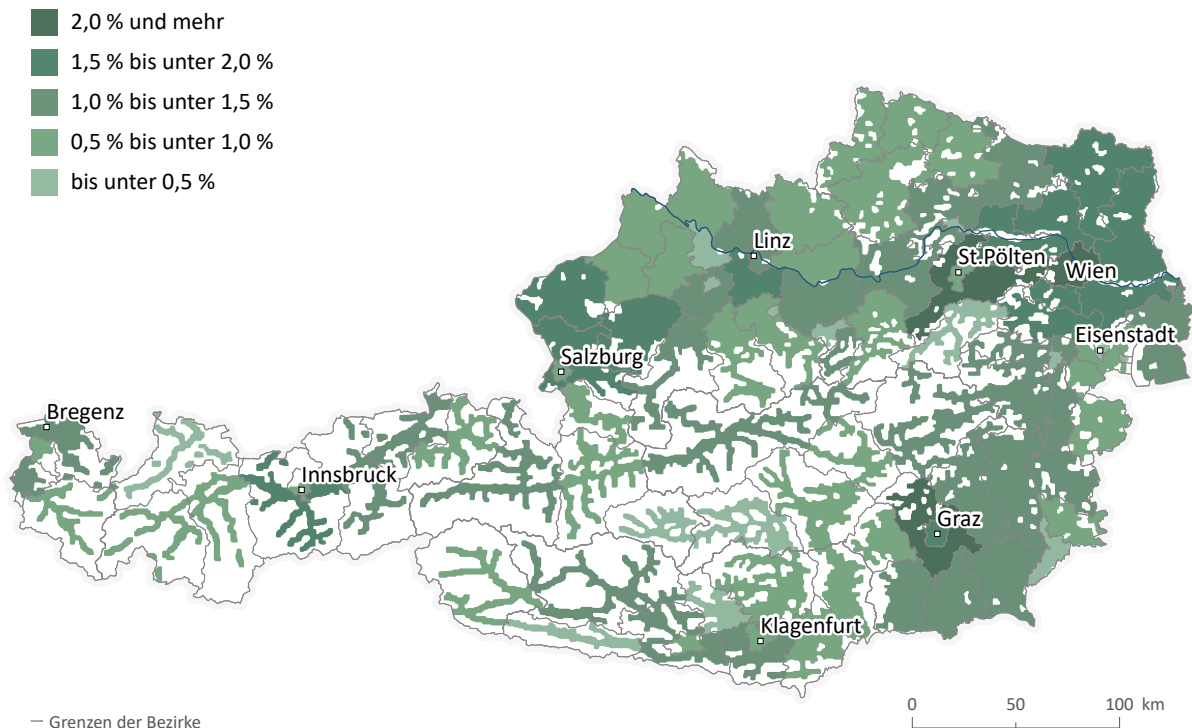 2,0 % und mehr
1,5 % bis unter 2,0 %
1,0 % bis unter 1,5 %
0,5 % bis unter 1,0 %
bis unter 0,5 %
Linz
St.Pölten
Wien
Eisenstadt
Salzburg
Bregenz
Innsbruck
Graz
Klagenfurt
0 50 100 km
— Grenzen der Bezirke